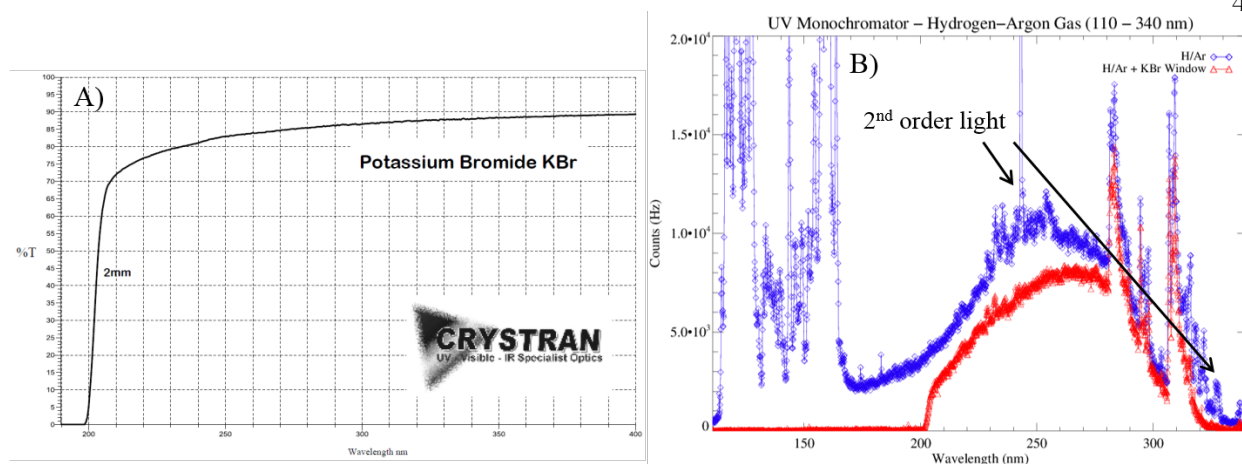 4
A)
100
95
90
85
80
75
70
65
60
55
50
45
40
35
30
25
20
15
10
5
0
%T
2mm
Potassium Bromide KBr
CRYSTRAN
UV - Visible - IR Specialist Optics
200
250
300
350
400
Wavelength nm
UV Monochromator – Hydrogen–Argon Gas (110 – 340 nm)
B)
H/Ar
H/Ar + KBr Window
2nd order light
2.0•10⁴
1.5•10⁴
1.0•10⁴
5.0•10³
0
Counts (Hz)
150
200
250
300
Wavelength (nm)